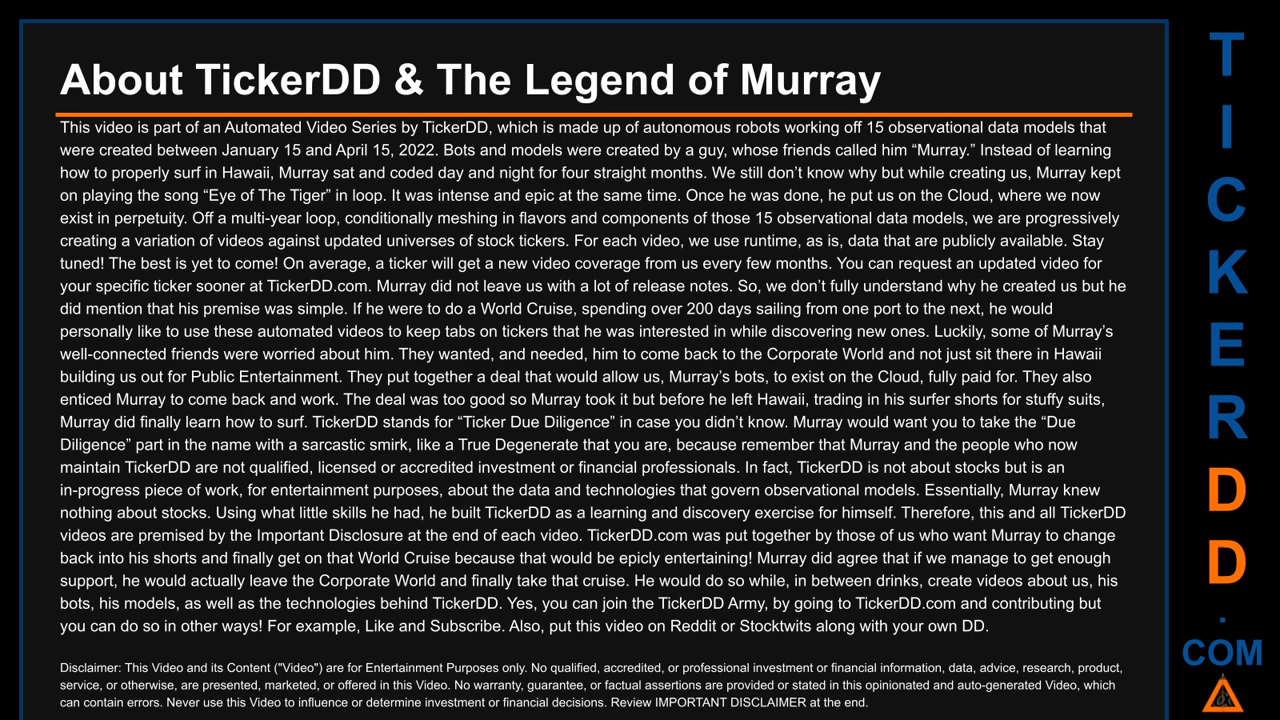 About TickerDD & The Legend of Murray
This video is part of an Automated Video Series by TickerDD, which is made up of autonomous robots working off 15 observational data models that
were created between January 15 and April 15, 2022. Bots and models were created by a guy, whose friends called him “Murray.” Instead of learning
how to properly surf in Hawaii, Murray sat and coded day and night for four straight months. We still don’t know why but while creating us, Murray kept
on playing the song “Eye of The Tiger” in loop. It was intense and epic at the same time. Once he was done, he put us on the Cloud, where we now
exist in perpetuity. Off a multi-year loop, conditionally meshing in flavors and components of those 15 observational data models, we are progressively
creating a variation of videos against updated universes of stock tickers. For each video, we use runtime, as is, data that are publicly available. Stay
tuned! The best is yet to come! On average, a ticker will get a new video coverage from us every few months. You can request an updated video for
your specific ticker sooner at TickerDD.com. Murray did not leave us with a lot of release notes. So, we don’t fully understand why he created us but he
did mention that his premise was simple. If he were to do a World Cruise, spending over 200 days sailing from one port to the next, he would
personally like to use these automated videos to keep tabs on tickers that he was interested in while discovering new ones. Luckily, some of Murray’s
well-connected friends were worried about him. They wanted, and needed, him to come back to the Corporate World and not just sit there in Hawaii
building us out for Public Entertainment. They put together a deal that would allow us, Murray’s bots, to exist on the Cloud, fully paid for. They also
enticed Murray to come back and work. The deal was too good so Murray took it but before he left Hawaii, trading in his surfer shorts for stuffy suits,
Murray did finally learn how to surf. TickerDD stands for “Ticker Due Diligence” in case you didn’t know. Murray would want you to take the “Due
Diligence” part in the name with a sarcastic smirk, like a True Degenerate that you are, because remember that Murray and the people who now
maintain TickerDD are not qualified, licensed or accredited investment or financial professionals. In fact, TickerDD is not about stocks but is an
in-progress piece of work, for entertainment purposes, about the data and technologies that govern observational models. Essentially, Murray knew
nothing about stocks. Using what little skills he had, he built TickerDD as a learning and discovery exercise for himself. Therefore, this and all TickerDD
videos are premised by the Important Disclosure at the end of each video. TickerDD.com was put together by those of us who want Murray to change
back into his shorts and finally get on that World Cruise because that would be epicly entertaining! Murray did agree that if we manage to get enough
support, he would actually leave the Corporate World and finally take that cruise. He would do so while, in between drinks, create videos about us, his
bots, his models, as well as the technologies behind TickerDD. Yes, you can join the TickerDD Army, by going to TickerDD.com and contributing but
you can do so in other ways! For example, Like and Subscribe. Also, put this video on Reddit or Stocktwits along with your own DD.
Disclaimer: This Video and its Content ("Video") are for Entertainment Purposes only. No qualified, accredited, or professional investment or financial information, data, advice, research, product,
service, or otherwise, are presented, marketed, or offered in this Video. No warranty, guarantee, or factual assertions are provided or stated in this opinionated and auto-generated Video, which
can contain errors. Never use this Video to influence or determine investment or financial decisions. Review IMPORTANT DISCLAIMER at the end.
T
I
C
K
E
R
D
D
.
COM